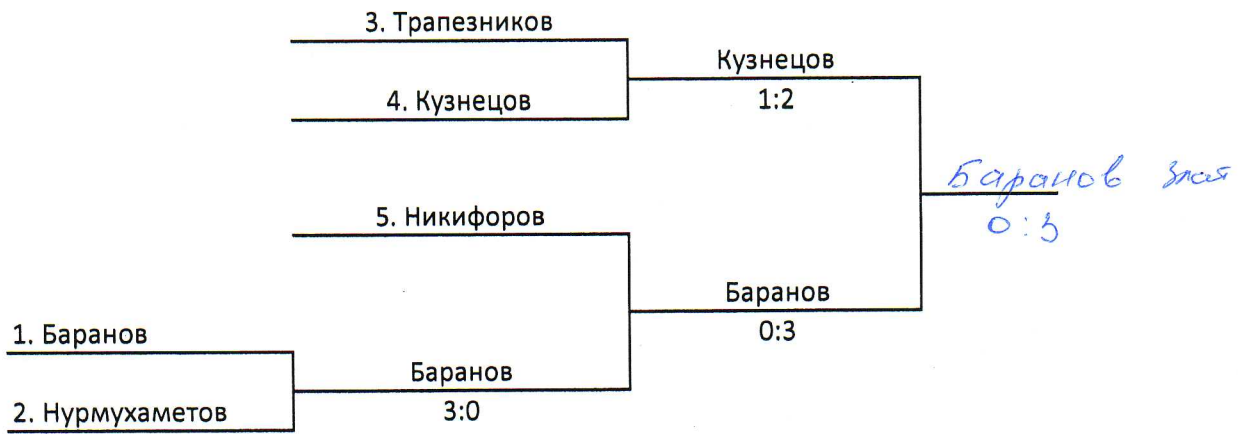 3. Трапезников
Кузнецов
4. Кузнецов
1:2
Баранов Злат
0:3
5. Никифоров
Баранов
0:3
1. Баранов
Баранов
3:0
2. Нурмухаметов